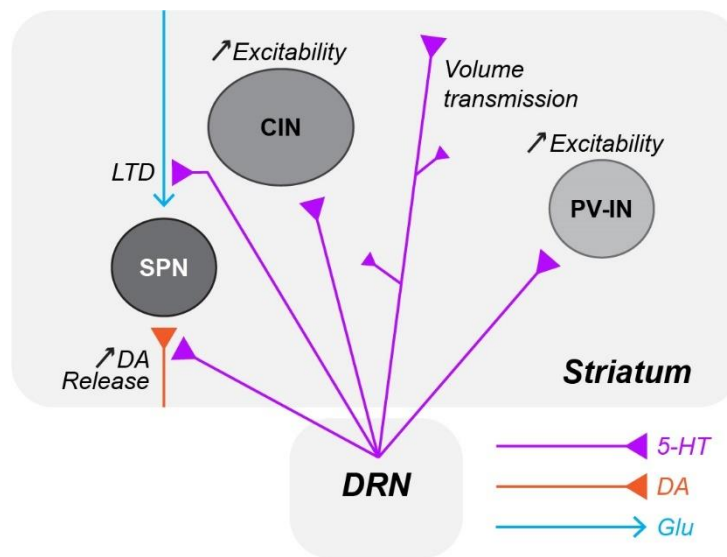 ↗Excitability
CIN
Volume
transmission
↗Excitability
PV-IN
LTD
SPN
↗DA
Release
Striatum
DRN
5-HT
DA
Glu